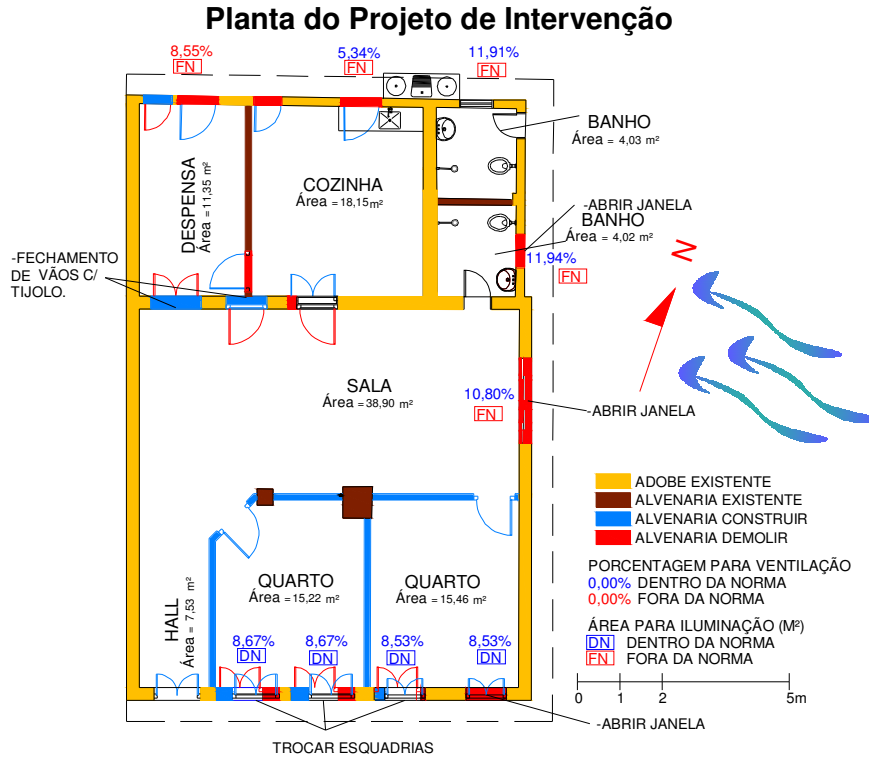 Planta do Projeto de Intervenção
8,55%
FN
5,34%
FN
11,91%
FN
BANHO
Área = 4,03 m²
DESPENSA
Área = 11,35 m²
COZINHA
Área = 18,15m²
-ABRIR JANELA
BANHO
Área = 4,02 m²
11,94%
FN
N
-FECHAMENTO
DE VÃOS C/
TIJOLO.
SALA
Área = 38,90 m²
10,80%
FN
-ABRIR JANELA
ADOBE EXISTENTE
ALVENARIA EXISTENTE
ALVENARIA CONSTRUIR
ALVENARIA DEMOLIR
PORCENTAGEM PARA VENTILAÇÃO
0,00% DENTRO DA NORMA
0,00% FORA DA NORMA
ÁREA PARA ILUMINAÇÃO (M²)
DN DENTRO DA NORMA
FN FORA DA NORMA
HALL
Área = 7,53 m²
QUARTO
Área = 15,22 m²
QUARTO
Área = 15,46 m²
8,67%
DN
8,67%
DN
8,53%
DN
8,53%
DN
0 1 2 5m
-ABRIR JANELA
TROCAR ESQUADRIAS